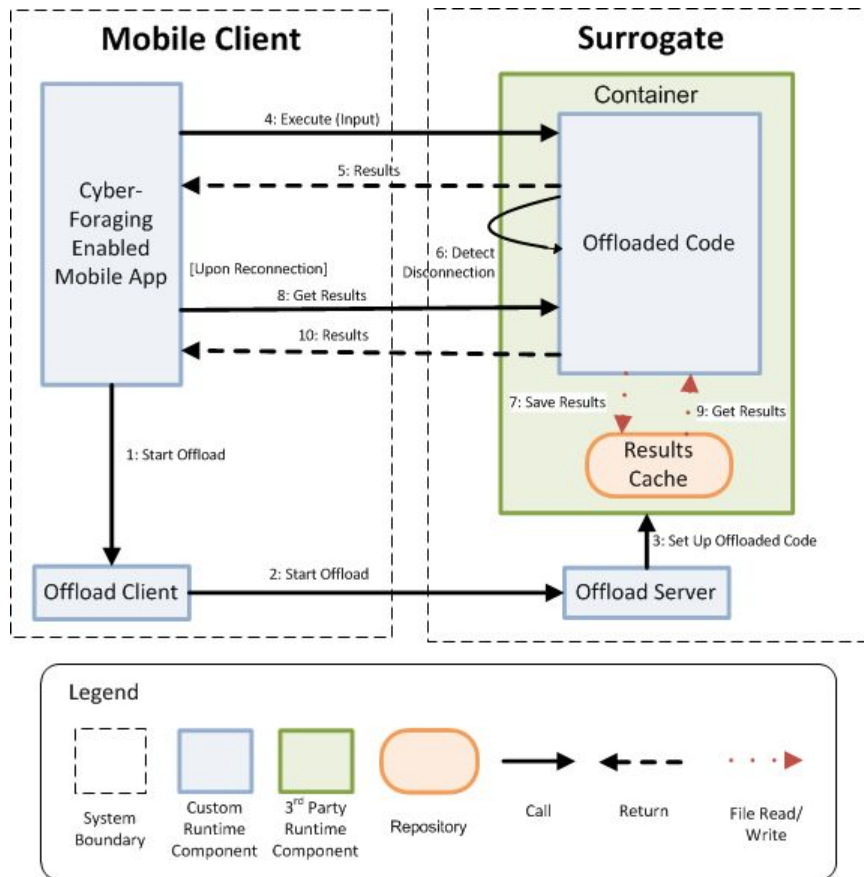 Mobile Client
Surrogate
Container
4: Execute (Input)
Cyber-
Foraging
Enabled
Mobile App
5: Results
Offloaded Code
6: Detect
Disconnection
[Upon Reconnection]
8: Get Results
10: Results
7: Save Results
9: Get Results
Results
Cache
1: Start Offload
3: Set Up Offloaded Code
2: Start Offload
Offload Client
Offload Server
Legend
System
Boundary
Custom
Runtime
Component
3rd Party
Runtime
Component
Repository
Call
Return
File Read/
Write